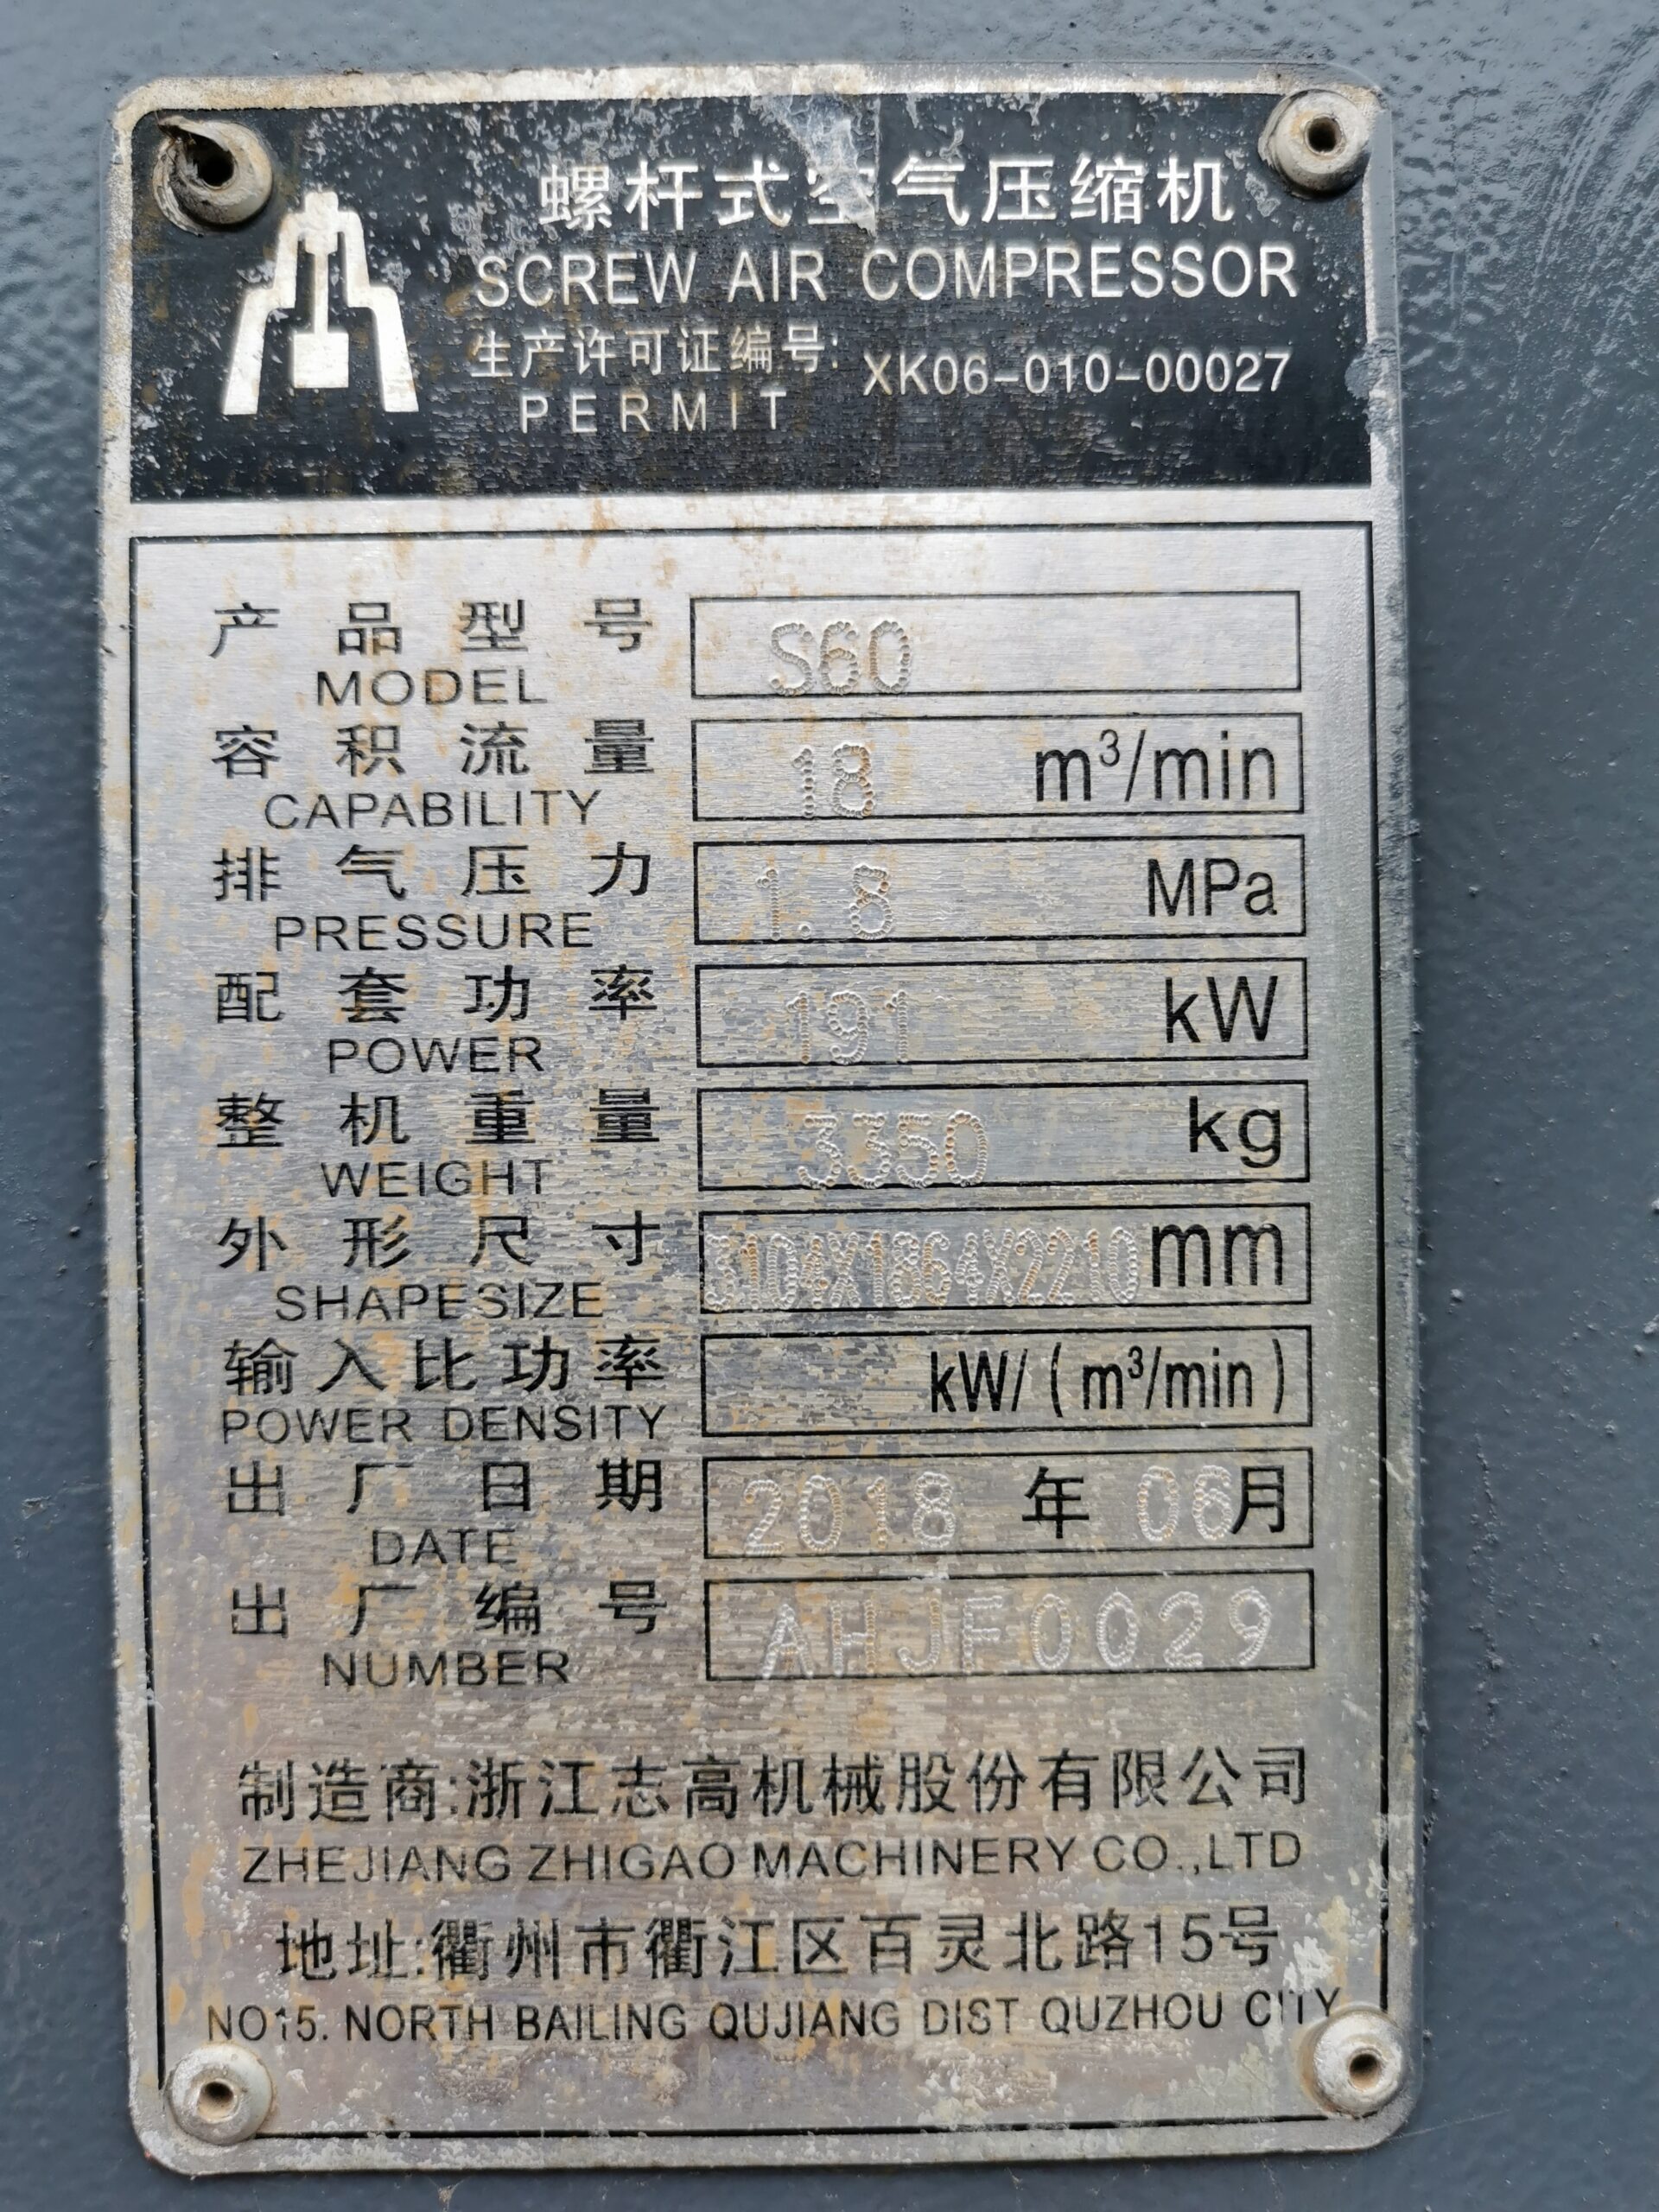 螺杆式空气压缩机
SCREW AIR COMPRESSOR
生产许可证编号: XK06-010-00027
PERMIT
产品型号 S60
MODEL
容积流量 18 m³/min
CAPABILITY
排气压力 1.8 MPa
PRESSURE
配套功率 191 kW
POWER
整机重量 3350 kg
WEIGHT
外形尺寸 3104X1864X2210 mm
SHAPESIZE
输入比功率 kW/(m³/min)
POWER DENSITY
出厂日期 2018 年 06 月
DATE
出厂编号 AHJF0029
NUMBER
制造商:浙江志高机械股份有限公司
ZHEJIANG ZHIGAO MACHINERY CO.,LTD
地址:衢州市衢江区百灵北路15号
NO15. NORTH BAILING QUJIANG DIST QUZHOU CITY